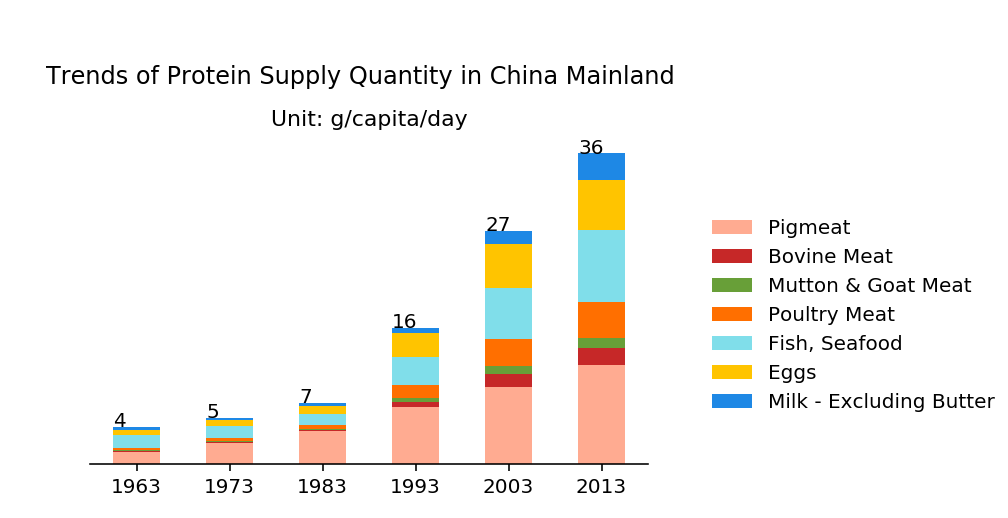 Trends of Protein Supply Quantity in China Mainland
Unit: g/capita/day
4
5
7
16
27
36
1963
1973
1983
1993
2003
2013
Pigmeat
Bovine Meat
Mutton & Goat Meat
Poultry Meat
Fish, Seafood
Eggs
Milk - Excluding Butter